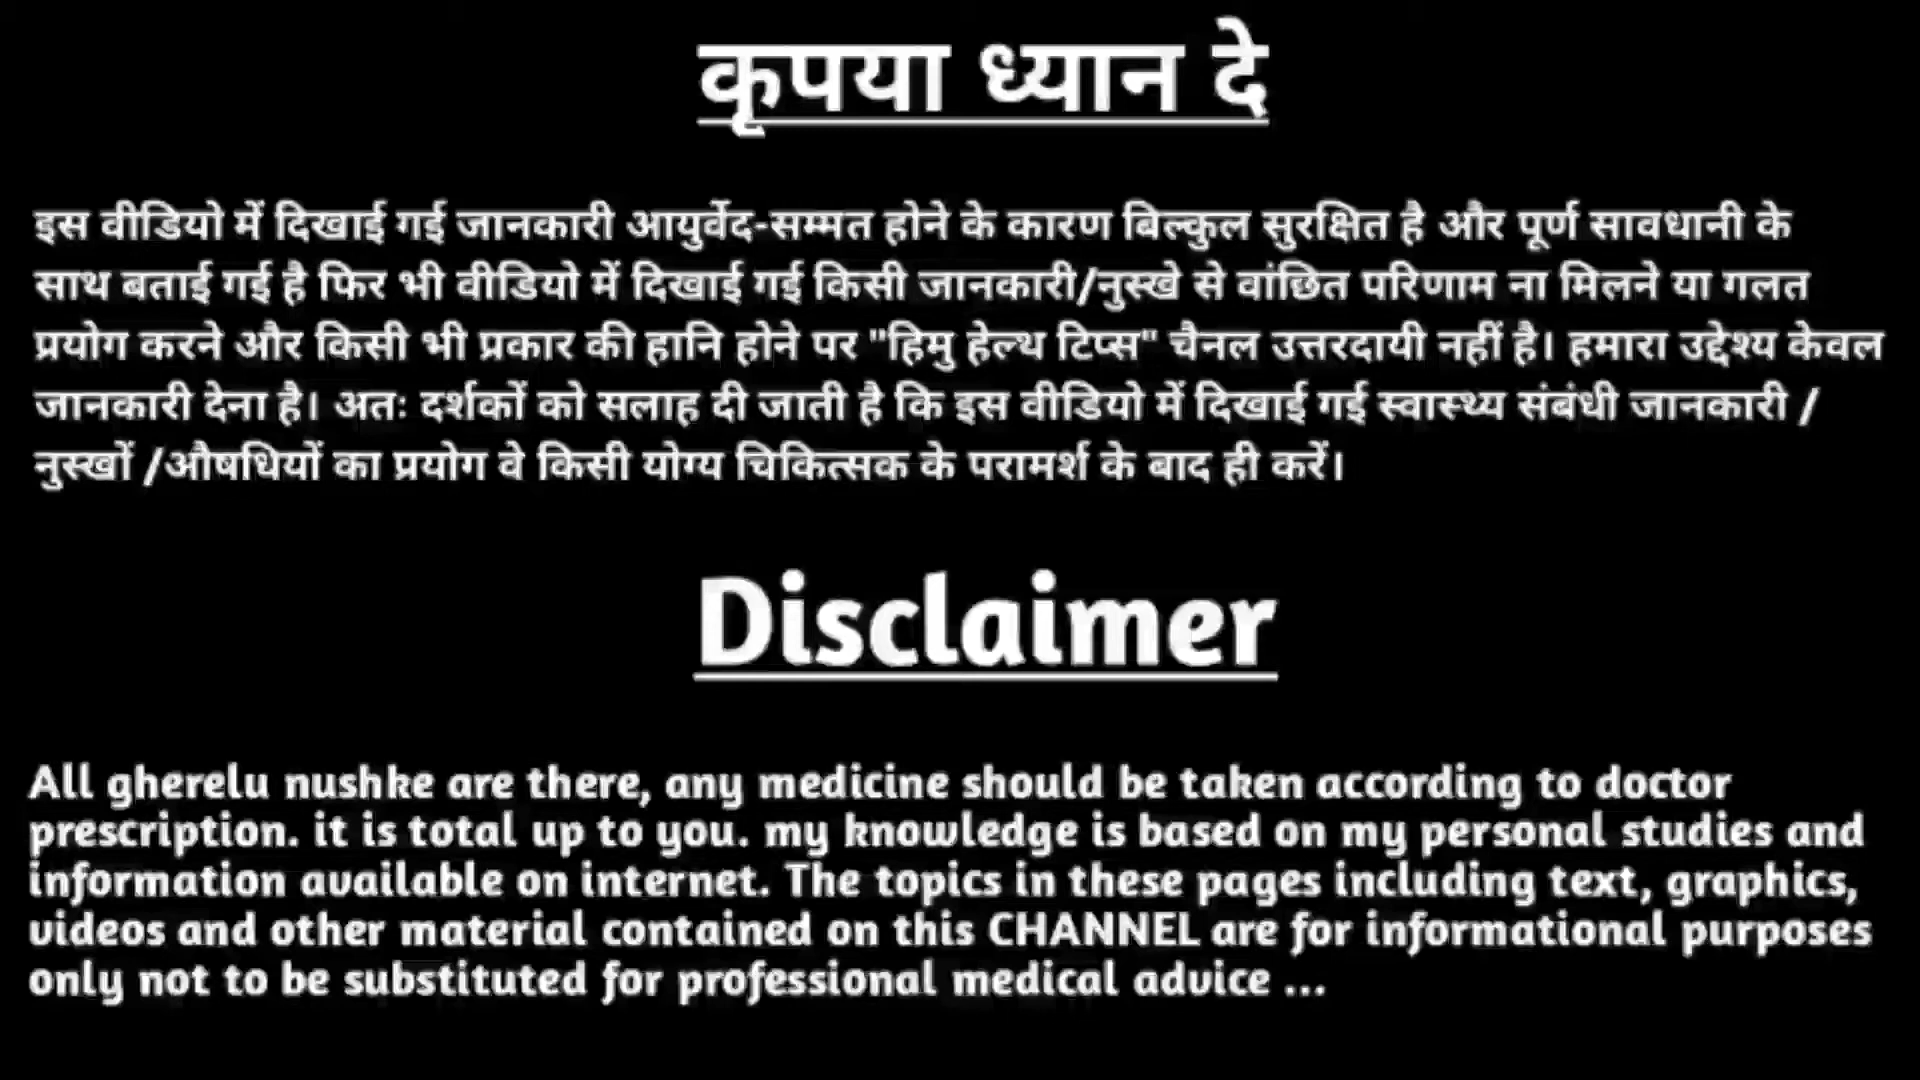 कृपया ध्यान दे
इस वीडियो में दिखाई गई जानकारी आयुर्वेद-सम्मत होने के कारण बिल्कुल सुरक्षित है और पूर्ण सावधानी के
साथ बताई गई है फिर भी वीडियो में दिखाई गई किसी जानकारी/नुस्खे से वांछित परिणाम ना मिलने या गलत
प्रयोग करने और किसी भी प्रकार की हानि होने पर "हिमु हेल्थ टिप्स" चैनल उत्तरदायी नहीं है। हमारा उद्देश्य केवल
जानकारी देना है। अतः दर्शकों को सलाह दी जाती है कि इस वीडियो में दिखाई गई स्वास्थ्य संबंधी जानकारी /
नुस्खों /औषधियों का प्रयोग वे किसी योग्य चिकित्सक के परामर्श के बाद ही करें।
Disclaimer
All gherelu nushke are there, any medicine should be taken according to doctor
prescription. it is total up to you. my knowledge is based on my personal studies and
information available on internet. The topics in these pages including text, graphics,
videos and other material contained on this CHANNEL are for informational purposes
only not to be substituted for professional medical advice ...